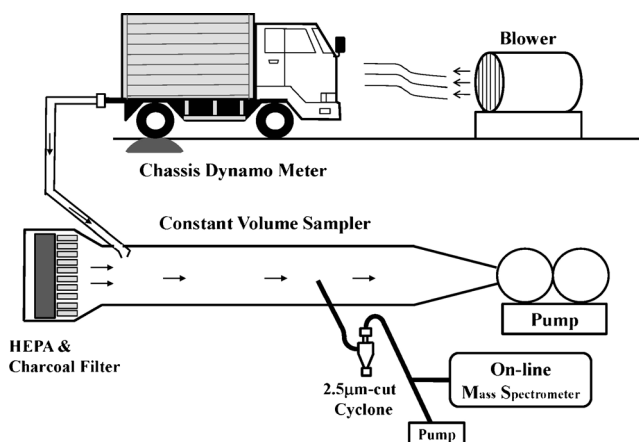 Blower
Chassis Dynamo Meter
Constant Volume Sampler
Pump
HEPA &
Charcoal Filter
2.5μm-cut
Cyclone
On-line
Mass Spectrometer
Pump